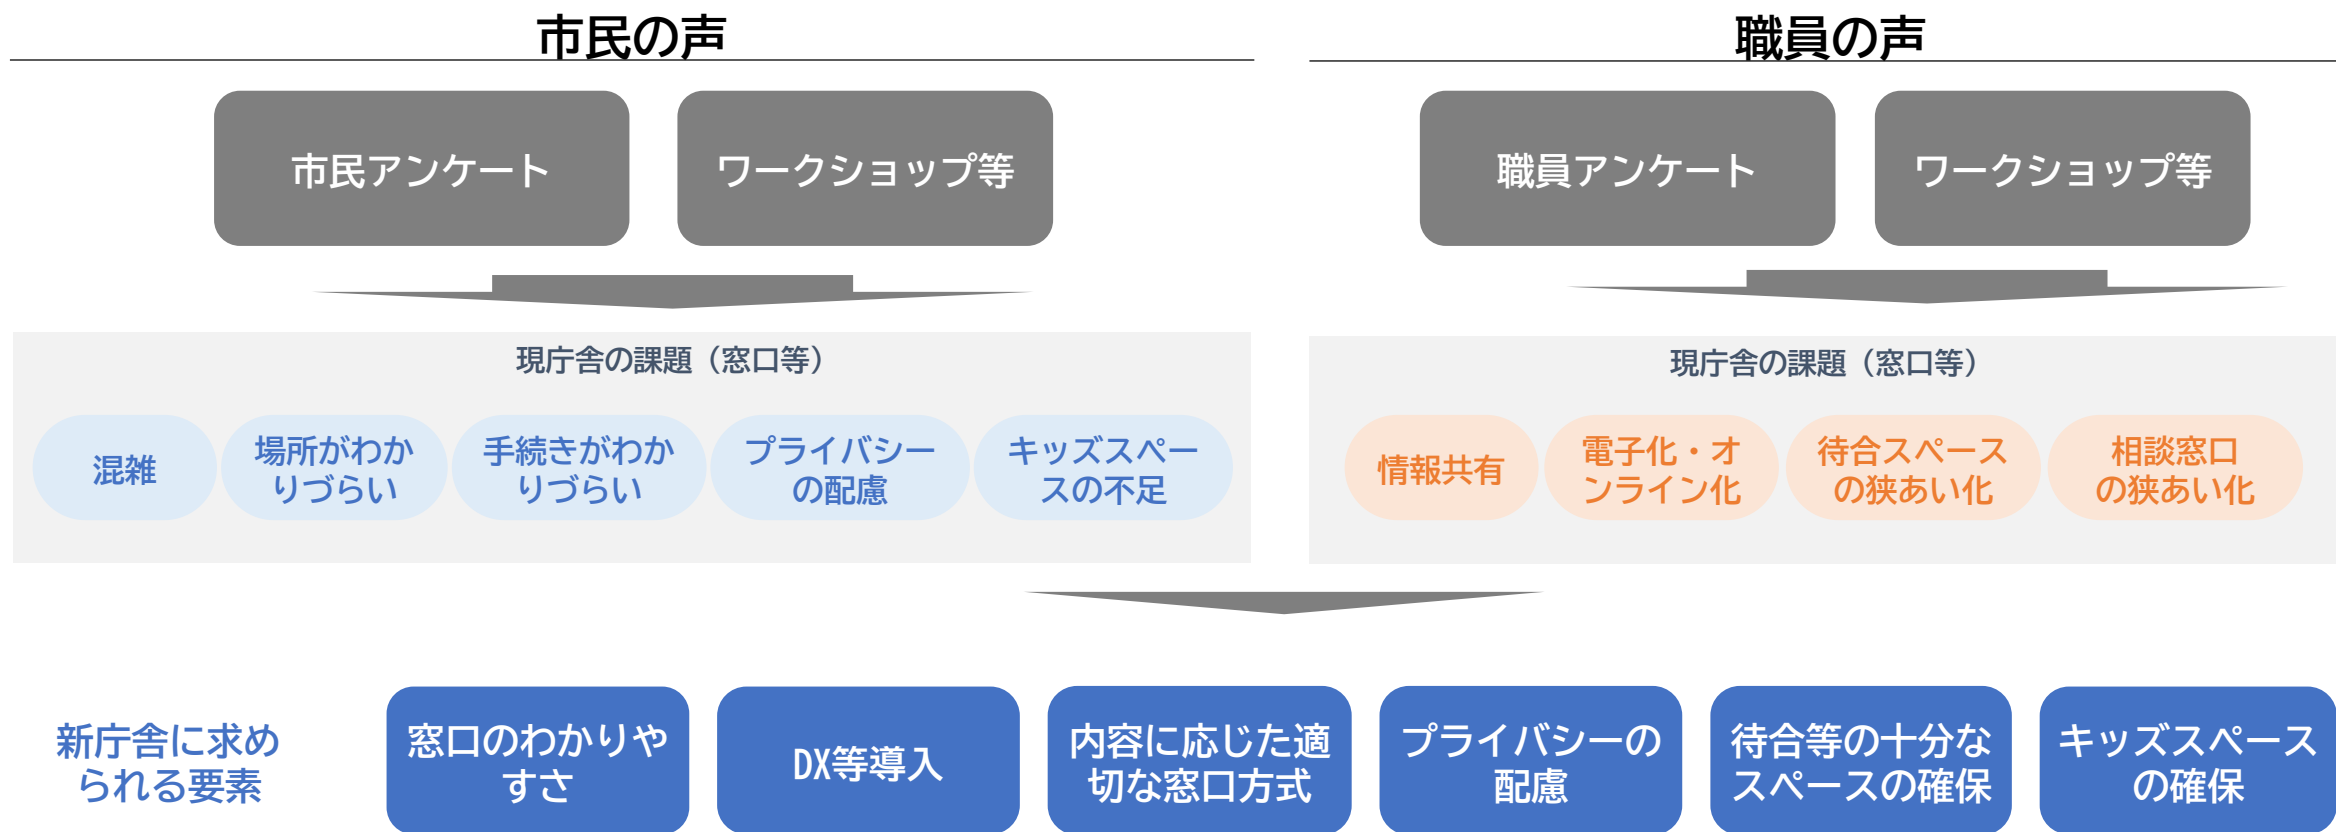 市民の声
職員の声
市民アンケート
ワークショップ等
職員アンケート
ワークショップ等
現庁舎の課題（窓口等）
混雑
場所がわか
りづらい
手続きがわか
りづらい
プライバシー
の配慮
キッズスペー
スの不足
現庁舎の課題（窓口等）
情報共有
電子化・オ
ンライン化
待合スペース
の狭あい化
相談窓口
の狭あい化
新庁舎に求め
られる要素
窓口のわかりや
すさ
DX等導入
内容に応じた適
切な窓口方式
プライバシーの
配慮
待合等の十分な
スペースの確保
キッズスペース
の確保